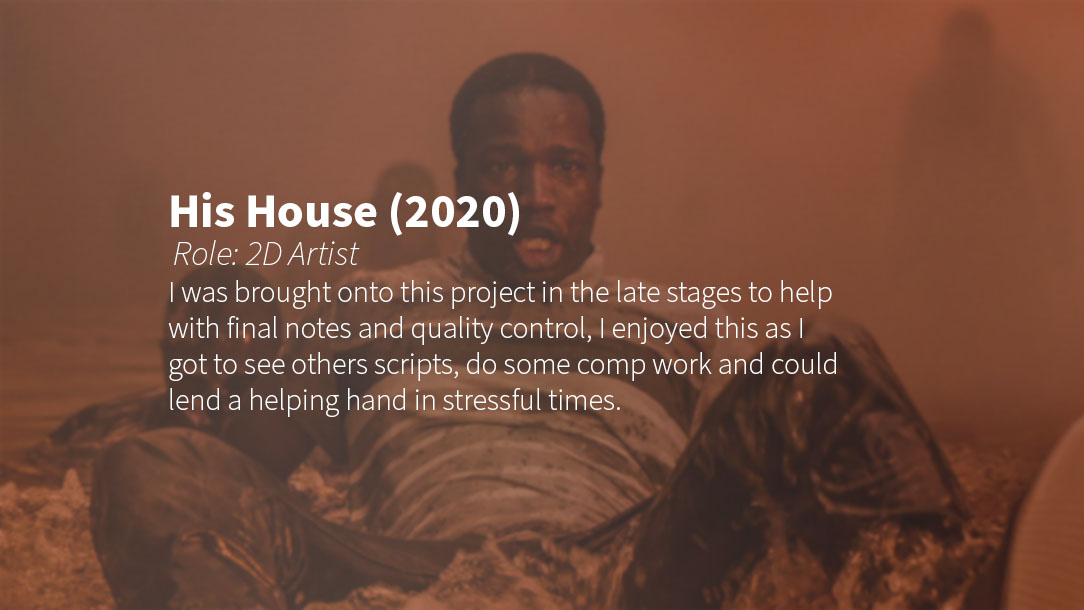 His House (2020)
Role: 2D Artist
I was brought onto this project in the late stages to help
with final notes and quality control, I enjoyed this as I
got to see others scripts, do some comp work and could
lend a helping hand in stressful times.